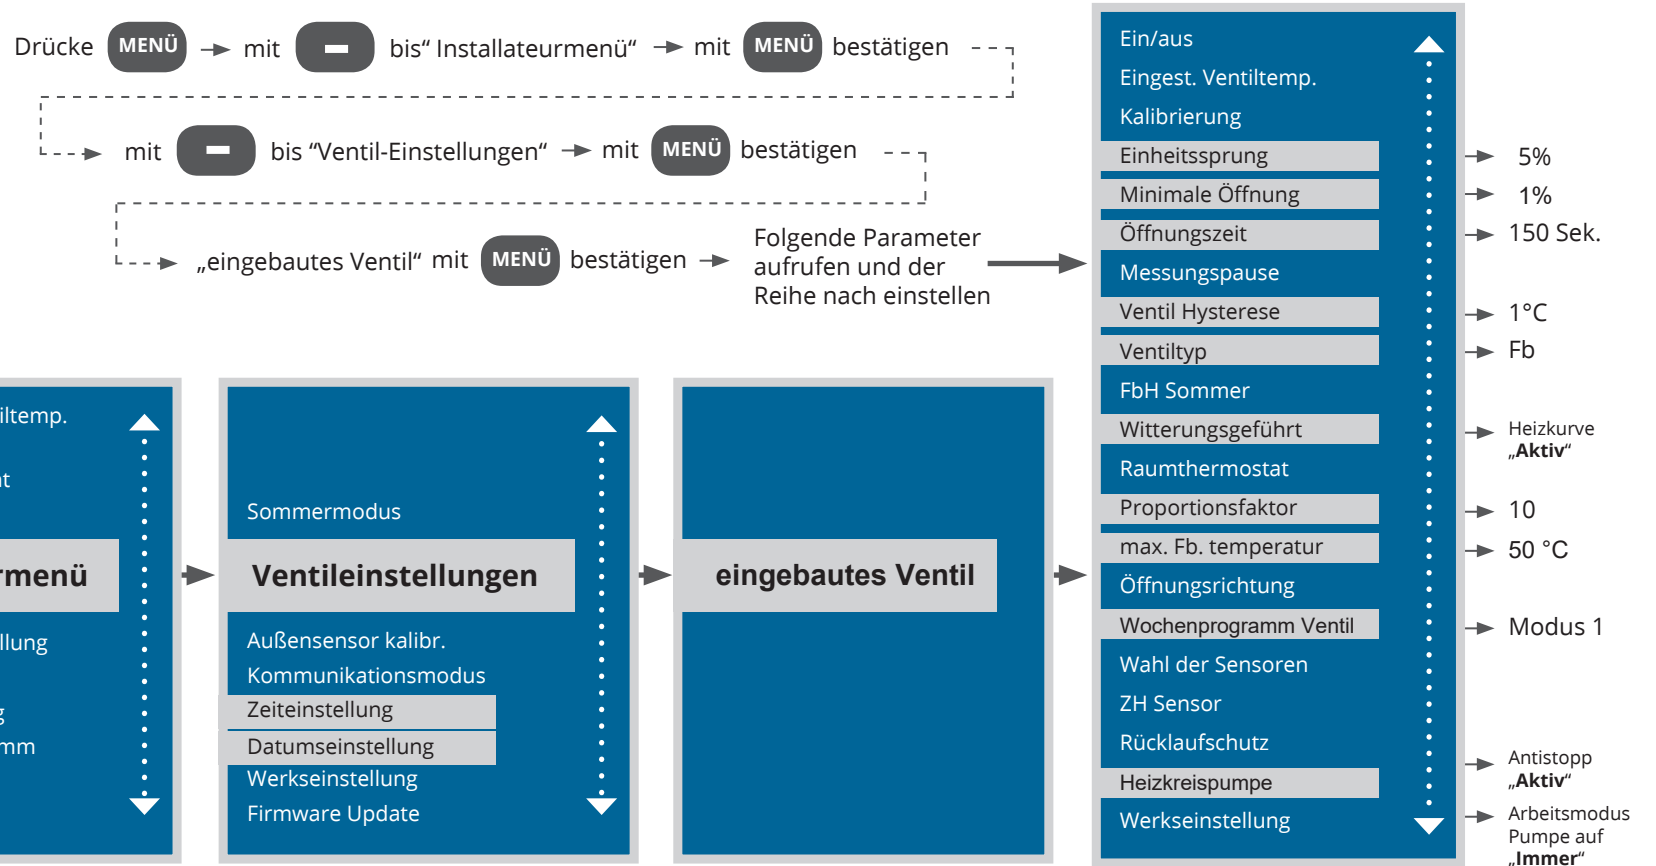 Drücke MENÜ mit bis“ Installateurmenü“ mit MENÜ bestätigen
mit bis “Ventil-Einstellungen“ mit MENÜ bestätigen
„eingebautes Ventil“ mit MENÜ bestätigen
Folgende Parameter
aufrufen und der
Reihe nach einstellen
iltemp.
t
rmenü
llung
g
mm
Sommermodus
Ventileinstellungen
Außensensor kalibr.
Kommunikationsmodus
Zeiteinstellung
Datumseinstellung
Werkseinstellung
Firmware Update
eingebautes Ventil
Ein/aus
Eingest. Ventiltemp.
Kalibrierung
Einheitssprung 5%
Minimale Öffnung 1%
Öffnungszeit 150 Sek.
Messungspause
Ventil Hysterese 1°C
Ventiltyp Fb
FbH Sommer
Witterungsgeführt Heizkurve
„Aktiv“
Raumthermostat
Proportionsfaktor 10
max. Fb. temperatur 50 °C
Öffnungsrichtung
Wochenprogramm Ventil Modus 1
Wahl der Sensoren
ZH Sensor
Rücklaufschutz
Heizkreispumpe Antistopp
„Aktiv“
Werkseinstellung Arbeitsmodus
Pumpe auf
„Immer“